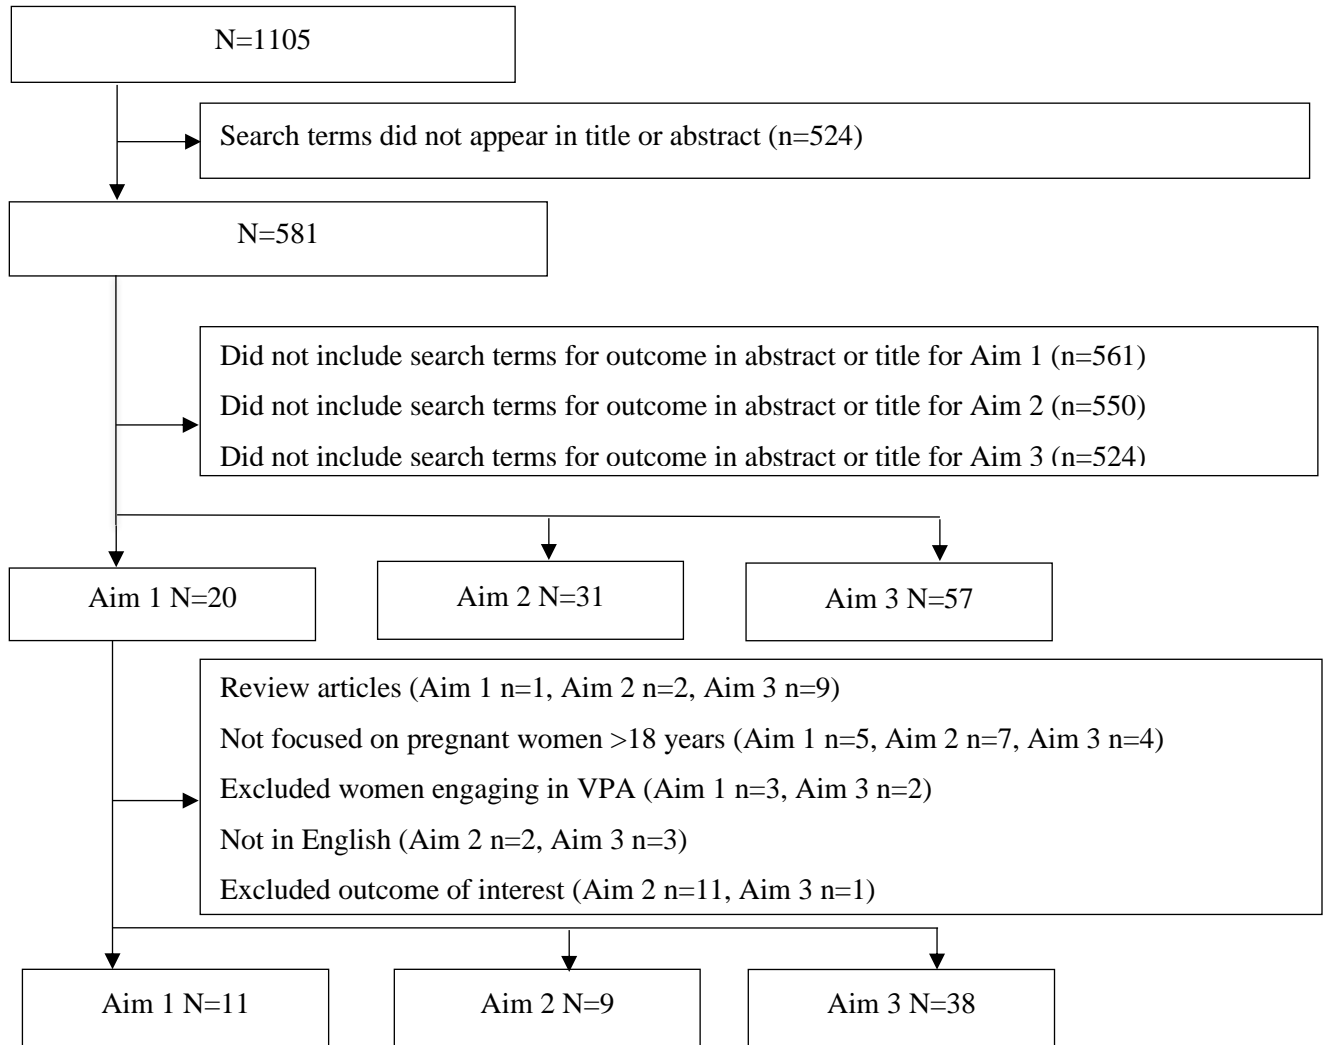 N=1105
Search terms did not appear in title or abstract (n=524)
N=581
Did not include search terms for outcome in abstract or title for Aim 1 (n=561)
Did not include search terms for outcome in abstract or title for Aim 2 (n=550)
Did not include search terms for outcome in abstract or title for Aim 3 (n=524)
Aim 1 N=20
Aim 2 N=31
Aim 3 N=57
Review articles (Aim 1 n=1, Aim 2 n=2, Aim 3 n=9)
Not focused on pregnant women >18 years (Aim 1 n=5, Aim 2 n=7, Aim 3 n=4)
Excluded women engaging in VPA (Aim 1 n=3, Aim 3 n=2)
Not in English (Aim 2 n=2, Aim 3 n=3)
Excluded outcome of interest (Aim 2 n=11, Aim 3 n=1)
Aim 1 N=11
Aim 2 N=9
Aim 3 N=38